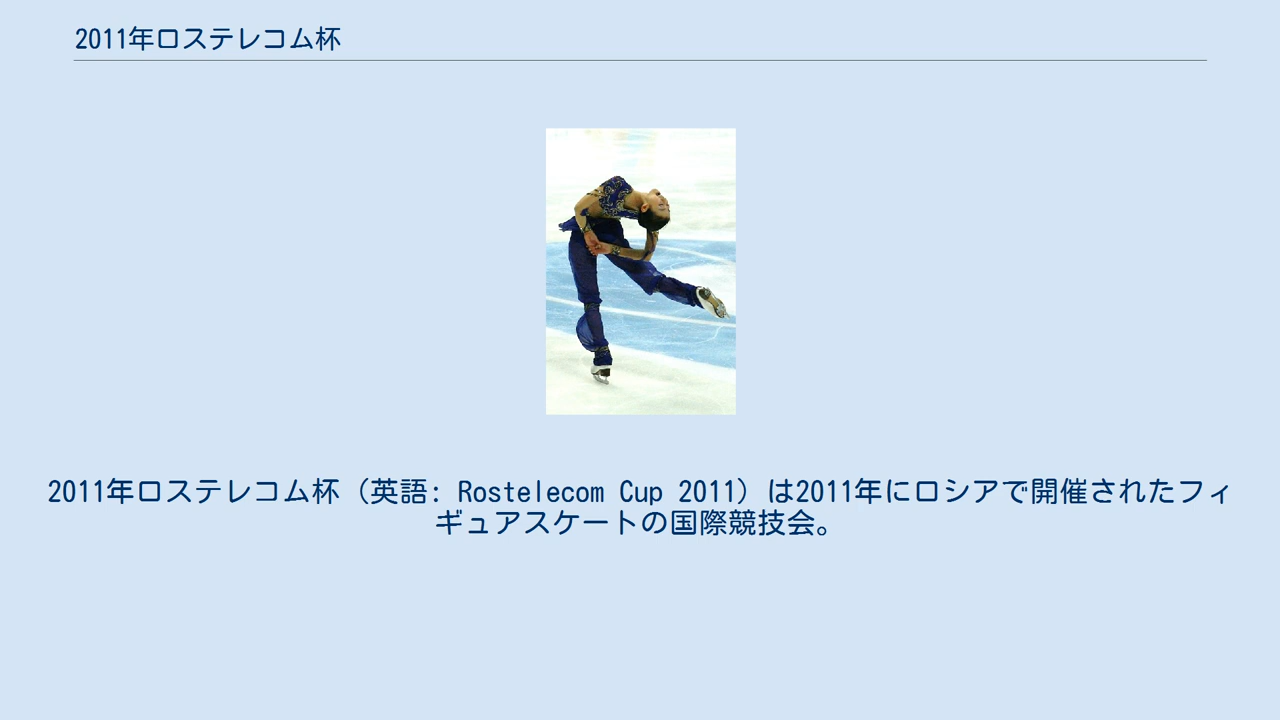 2011年ロステレコム杯
2011年ロステレコム杯（英語: Rostelecom Cup 2011）は2011年にロシアで開催されたフィ
ギュアスケートの国際競技会。